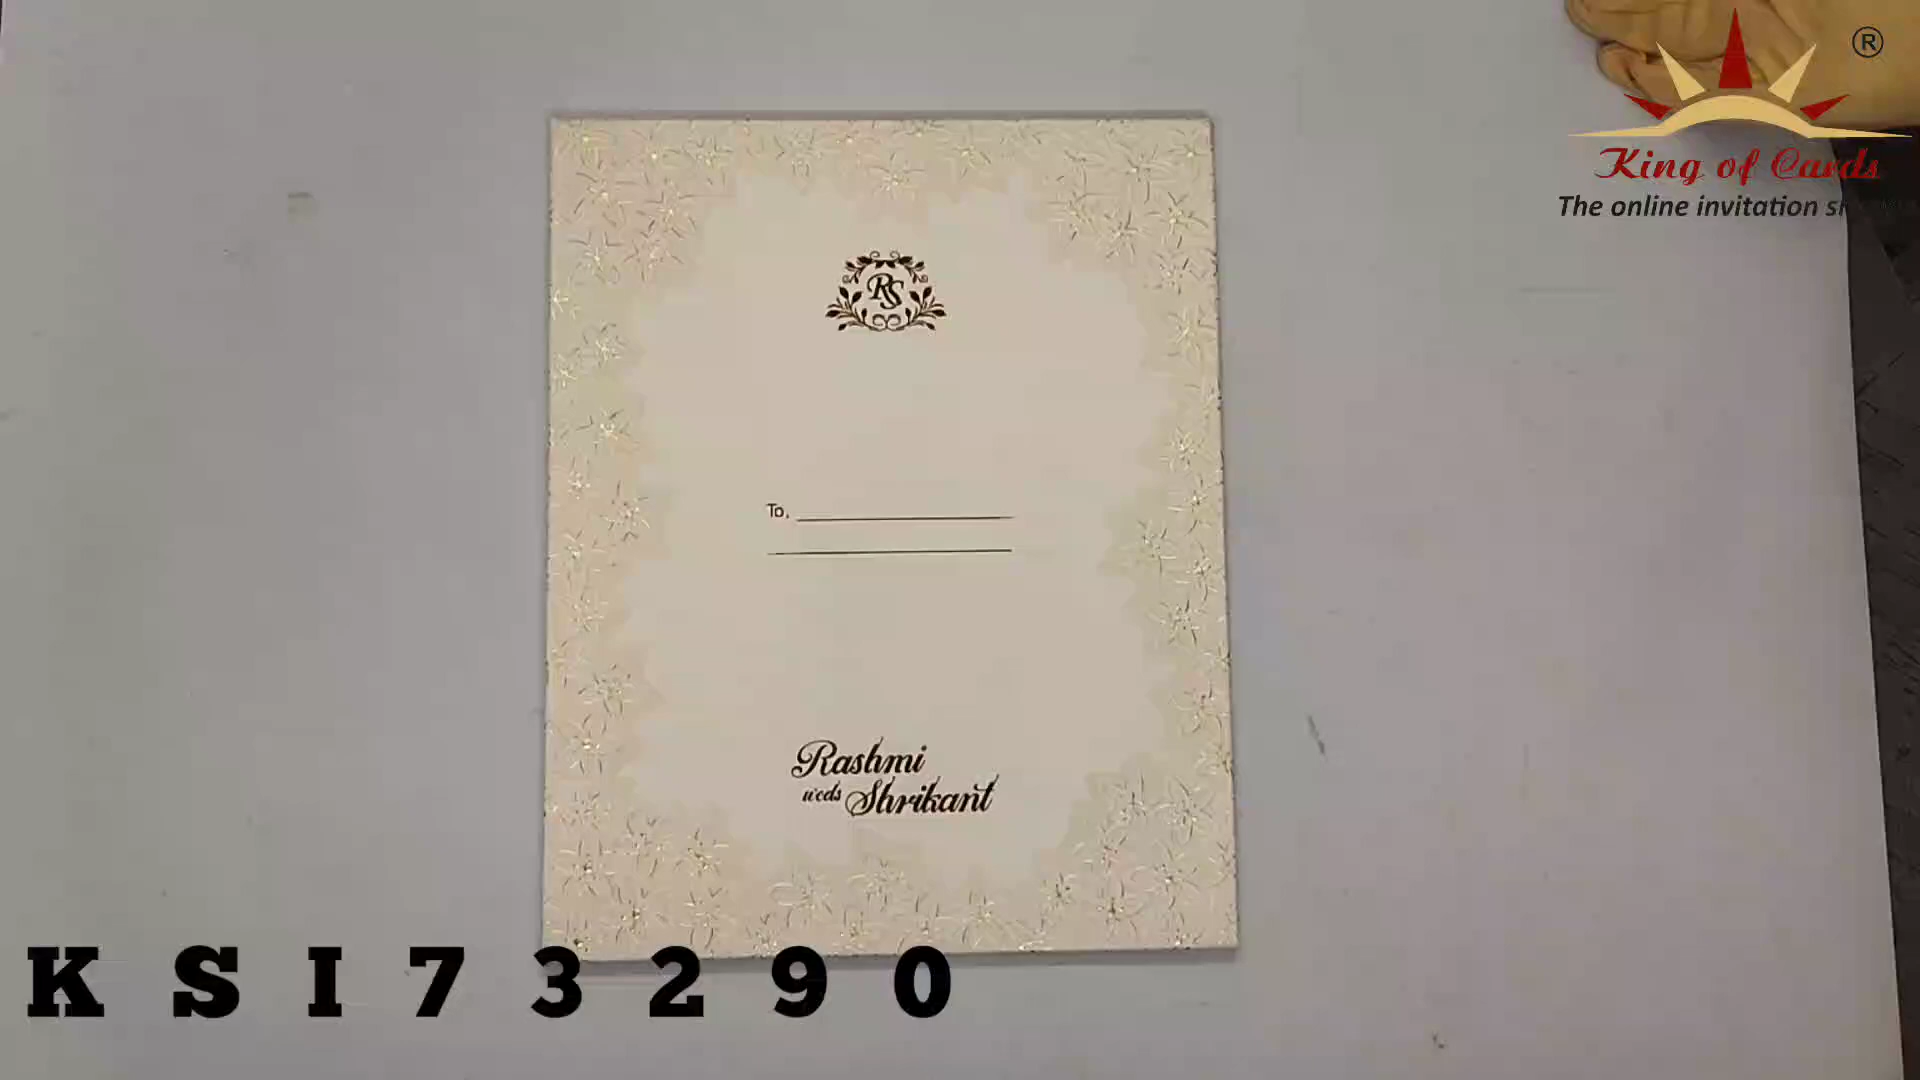 ®
King of Cards
The online invitation
RS
To,
Rashmi
weds Shrikant
KSI73290